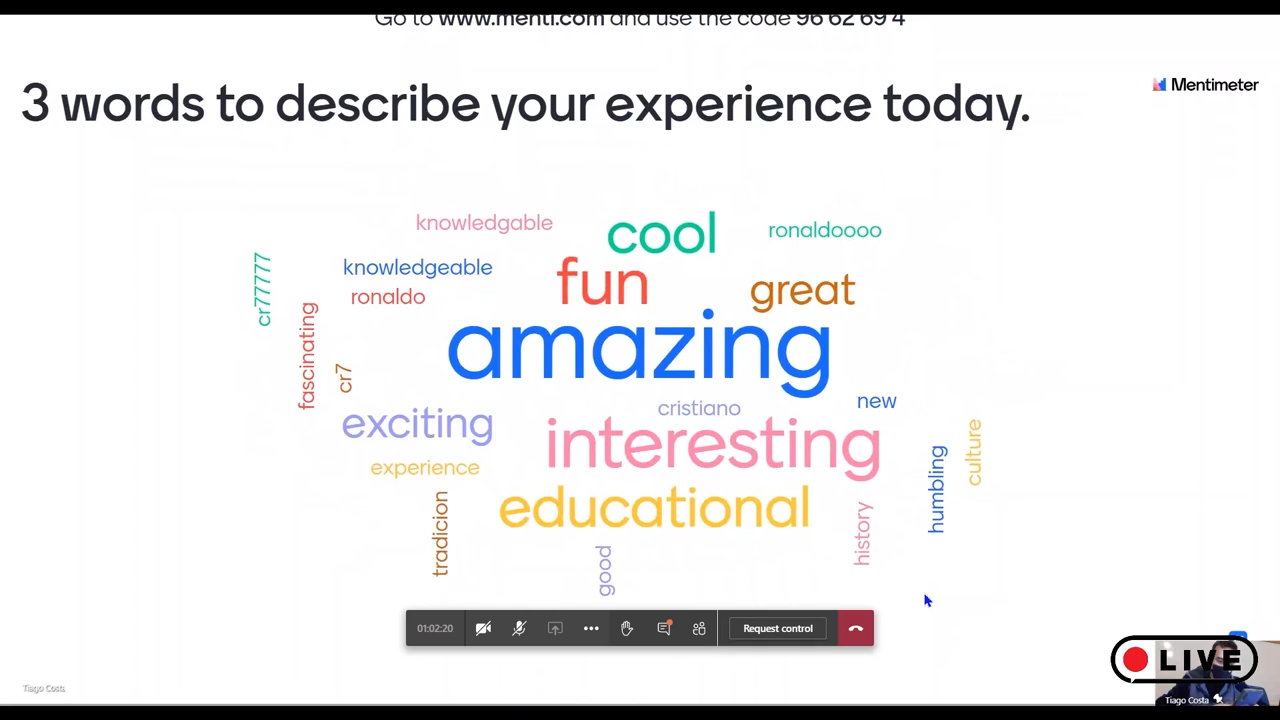 Go to www.menti.com and use the code 96 62 69 4
3 words to describe your experience today.
Mentimeter
knowledgable
cool
ronaldoooo
cr77777
knowledgeable
fun
great
ronaldo
fascinating
amazing
cr7
cristiano
new
exciting
interesting
culture
experience
humbling
tradicion
educational
history
good
01:02:20
Request control
LIVE
Tiago Costa
Tiago Costa